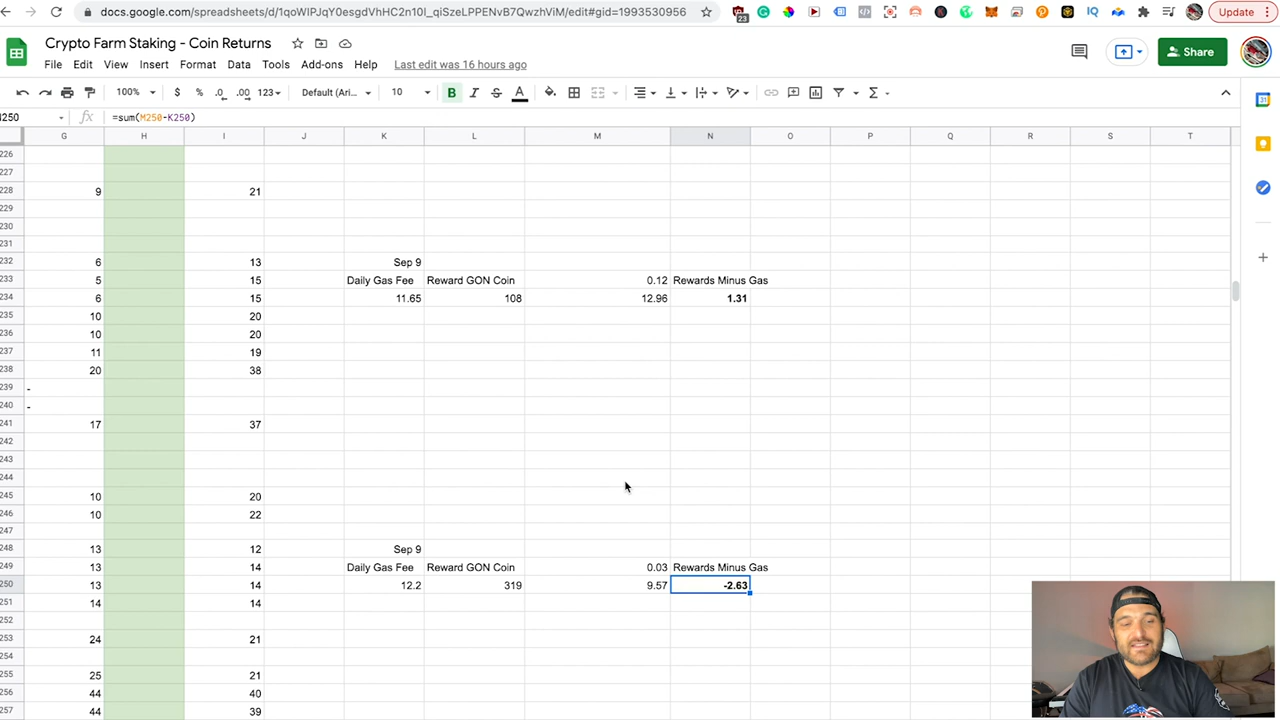 docs.google.com/spreadsheets/d/1qoWIPJqY0esgdVhHC2n10I_qiSzeLPPENvB7QwzhViM/edit#gid=1993530956
23
IQ
Update
Crypto Farm Staking - Coin Returns
File Edit View Insert Format Data Tools Add-ons Help Last edit was 16 hours ago
Share
100% $ % .0 .00 123 Default (Ari... 10 B I S A
31
N250 fx =sum(M250-K250)
G H I J K L M N O P Q R S T
226
227
228 9 21
229
230
231
232 6 13 Sep 9
233 5 15 Daily Gas Fee Reward GON Coin 0.12 Rewards Minus Gas
234 6 15 11.65 108 12.96 1.31
235 10 20
236 10 20
237 11 19
238 20 38
239 -
240 -
241 17 37
242
243
244
245 10 20
246 10 22
247
248 13 12 Sep 9
249 13 14 Daily Gas Fee Reward GON Coin 0.03 Rewards Minus Gas
250 13 14 12.2 319 9.57 -2.63
251 14 14
252
253 24 21
254
255 25 21
256 44 40
257 44 39